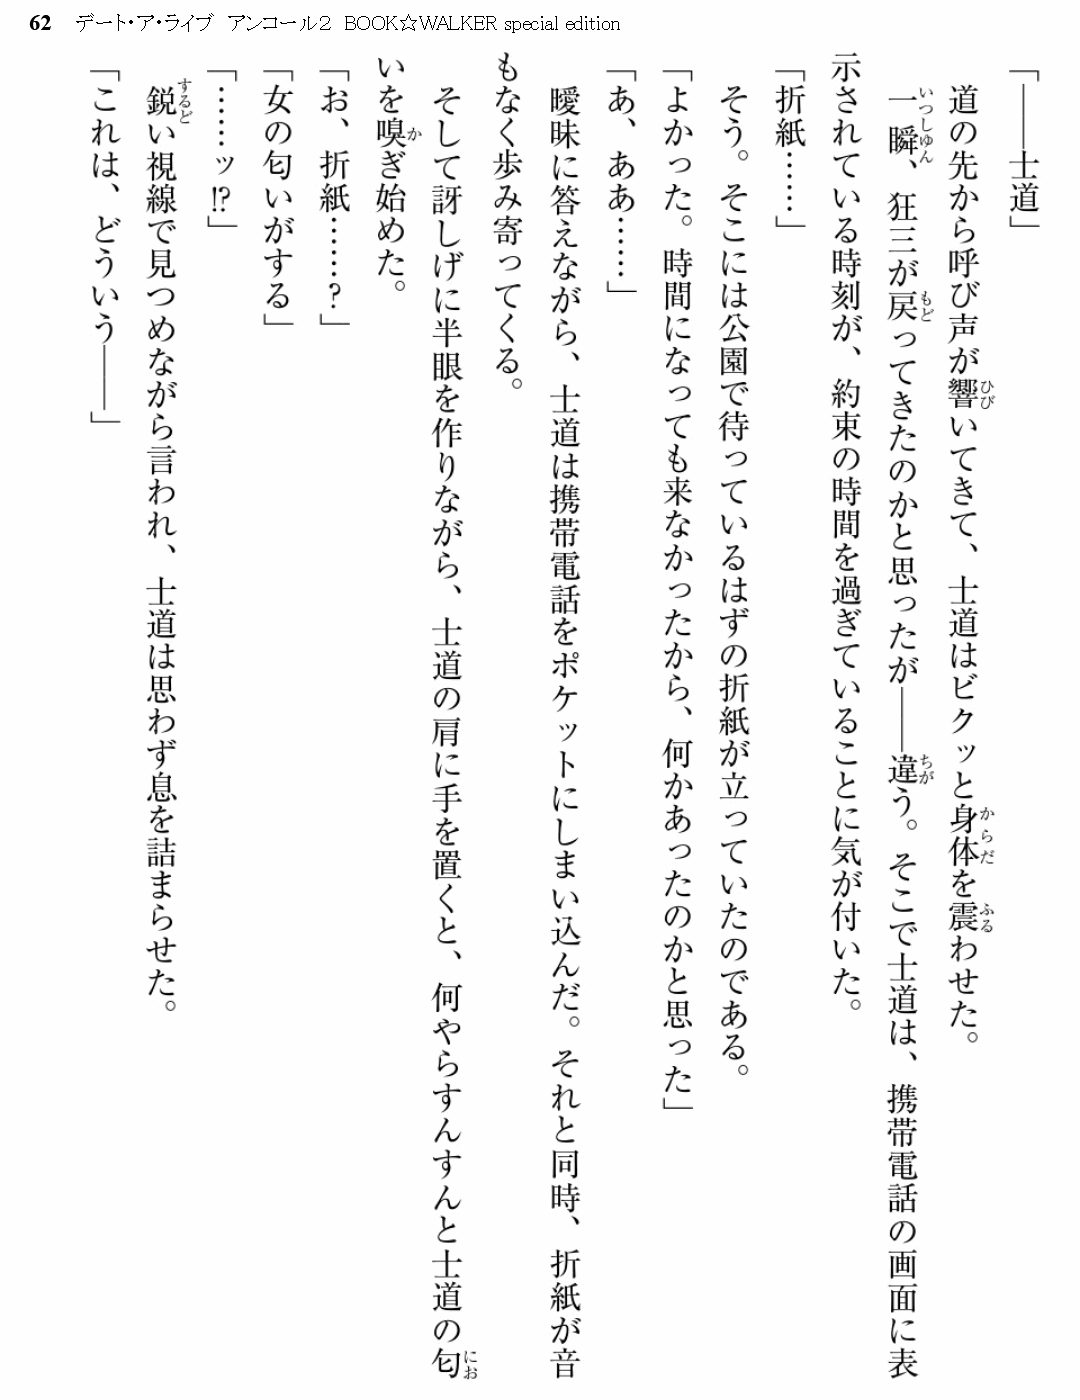 62 デート・ア・ライブ　アンコール２　BOOK☆WALKER special edition
「――士道」
　道の先から呼び声が響いてきて、士道はビクッと身体を震わせた。
　一瞬、狂三が戻ってきたのかと思ったが――違う。そこで士道は、携帯電話の画面に表
示されている時刻が、約束の時間を過ぎていることに気が付いた。
「折紙……」
　そう。そこには公園で待っているはずの折紙が立っていたのである。
「よかった。時間になっても来なかったから、何かあったのかと思った」
「あ、ああ……」
　曖昧に答えながら、士道は携帯電話をポケットにしまい込んだ。それと同時、折紙が音
もなく歩み寄ってくる。
　そして訝しげに半眼を作りながら、士道の肩に手を置くと、何やらすんすんと士道の匂
いを嗅ぎ始めた。
「お、折紙……？」
「女の匂いがする」
「……ッ!?」
　鋭い視線で見つめながら言われ、士道は思わず息を詰まらせた。
「これは、どういう――」